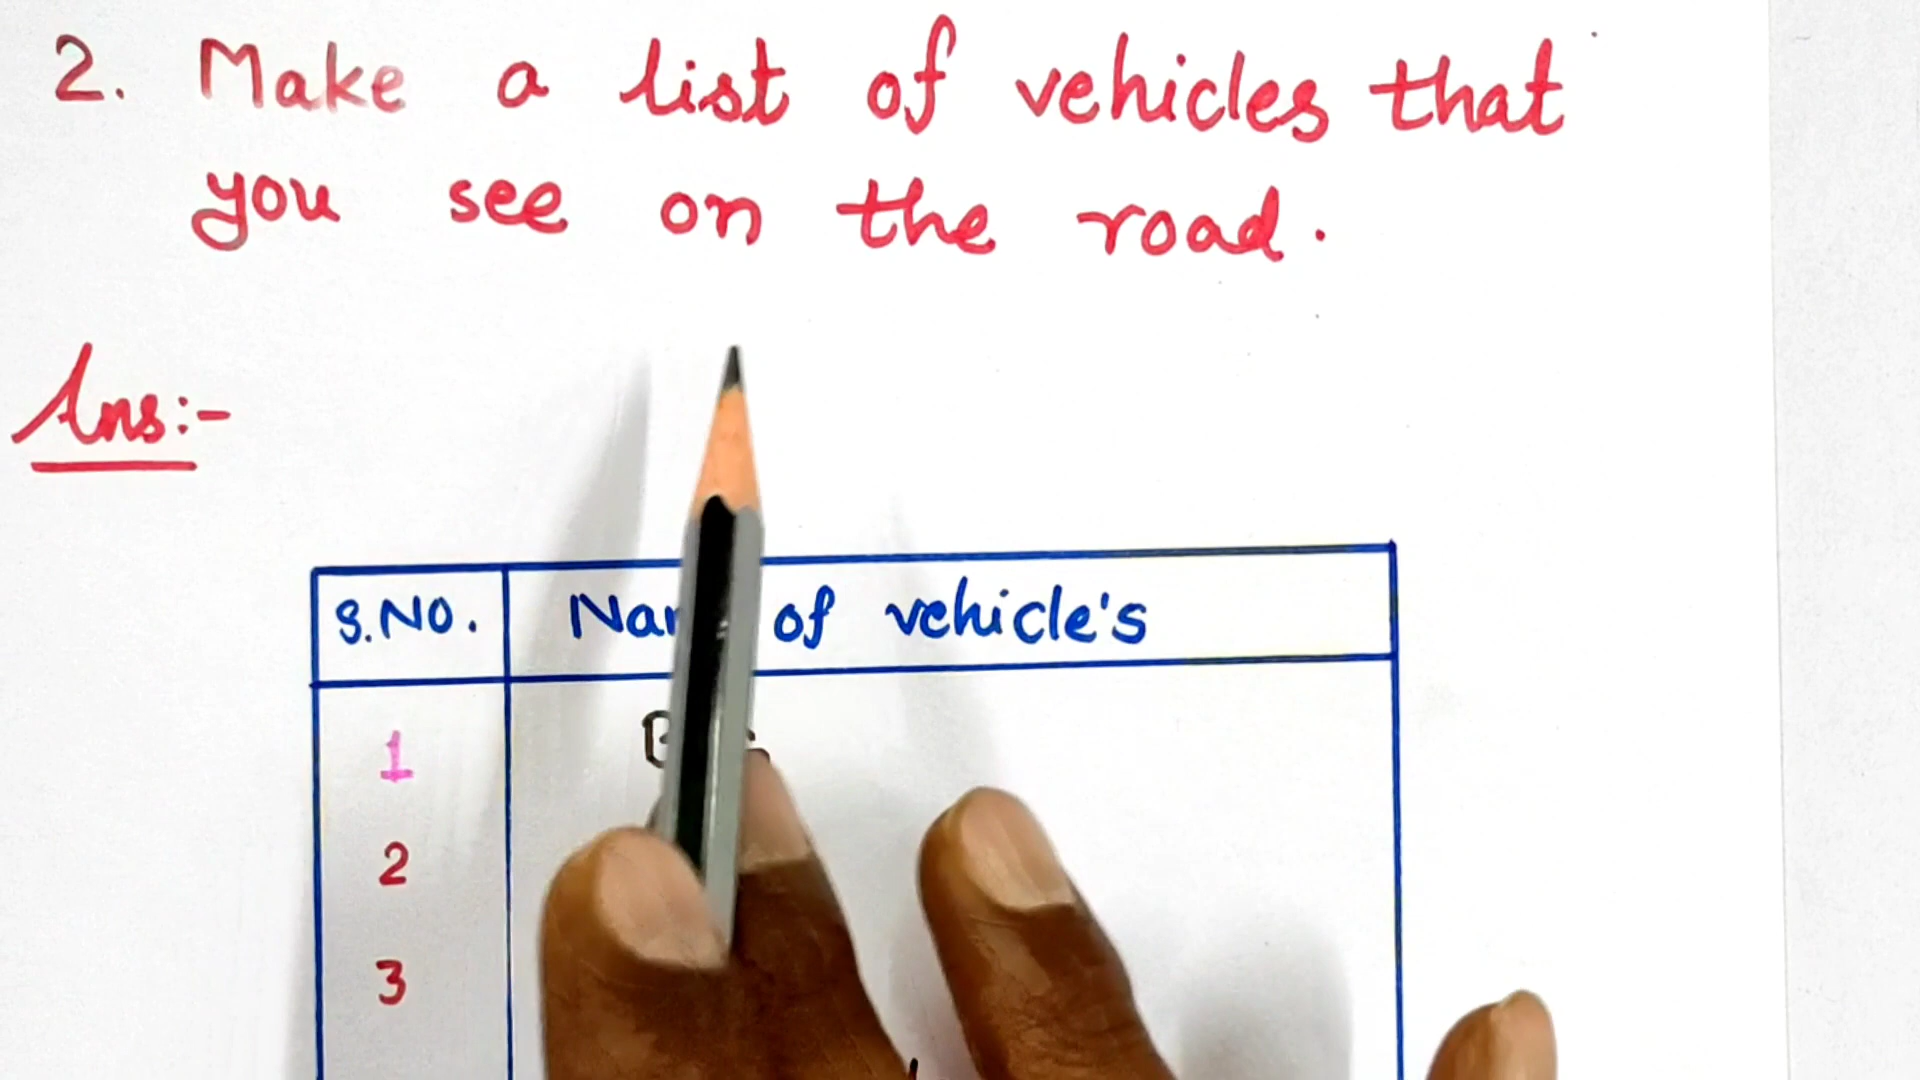 2. Make a list of vehicles that
you see on the road.
Ans:-
S.NO. of vehicle's
1
2
3